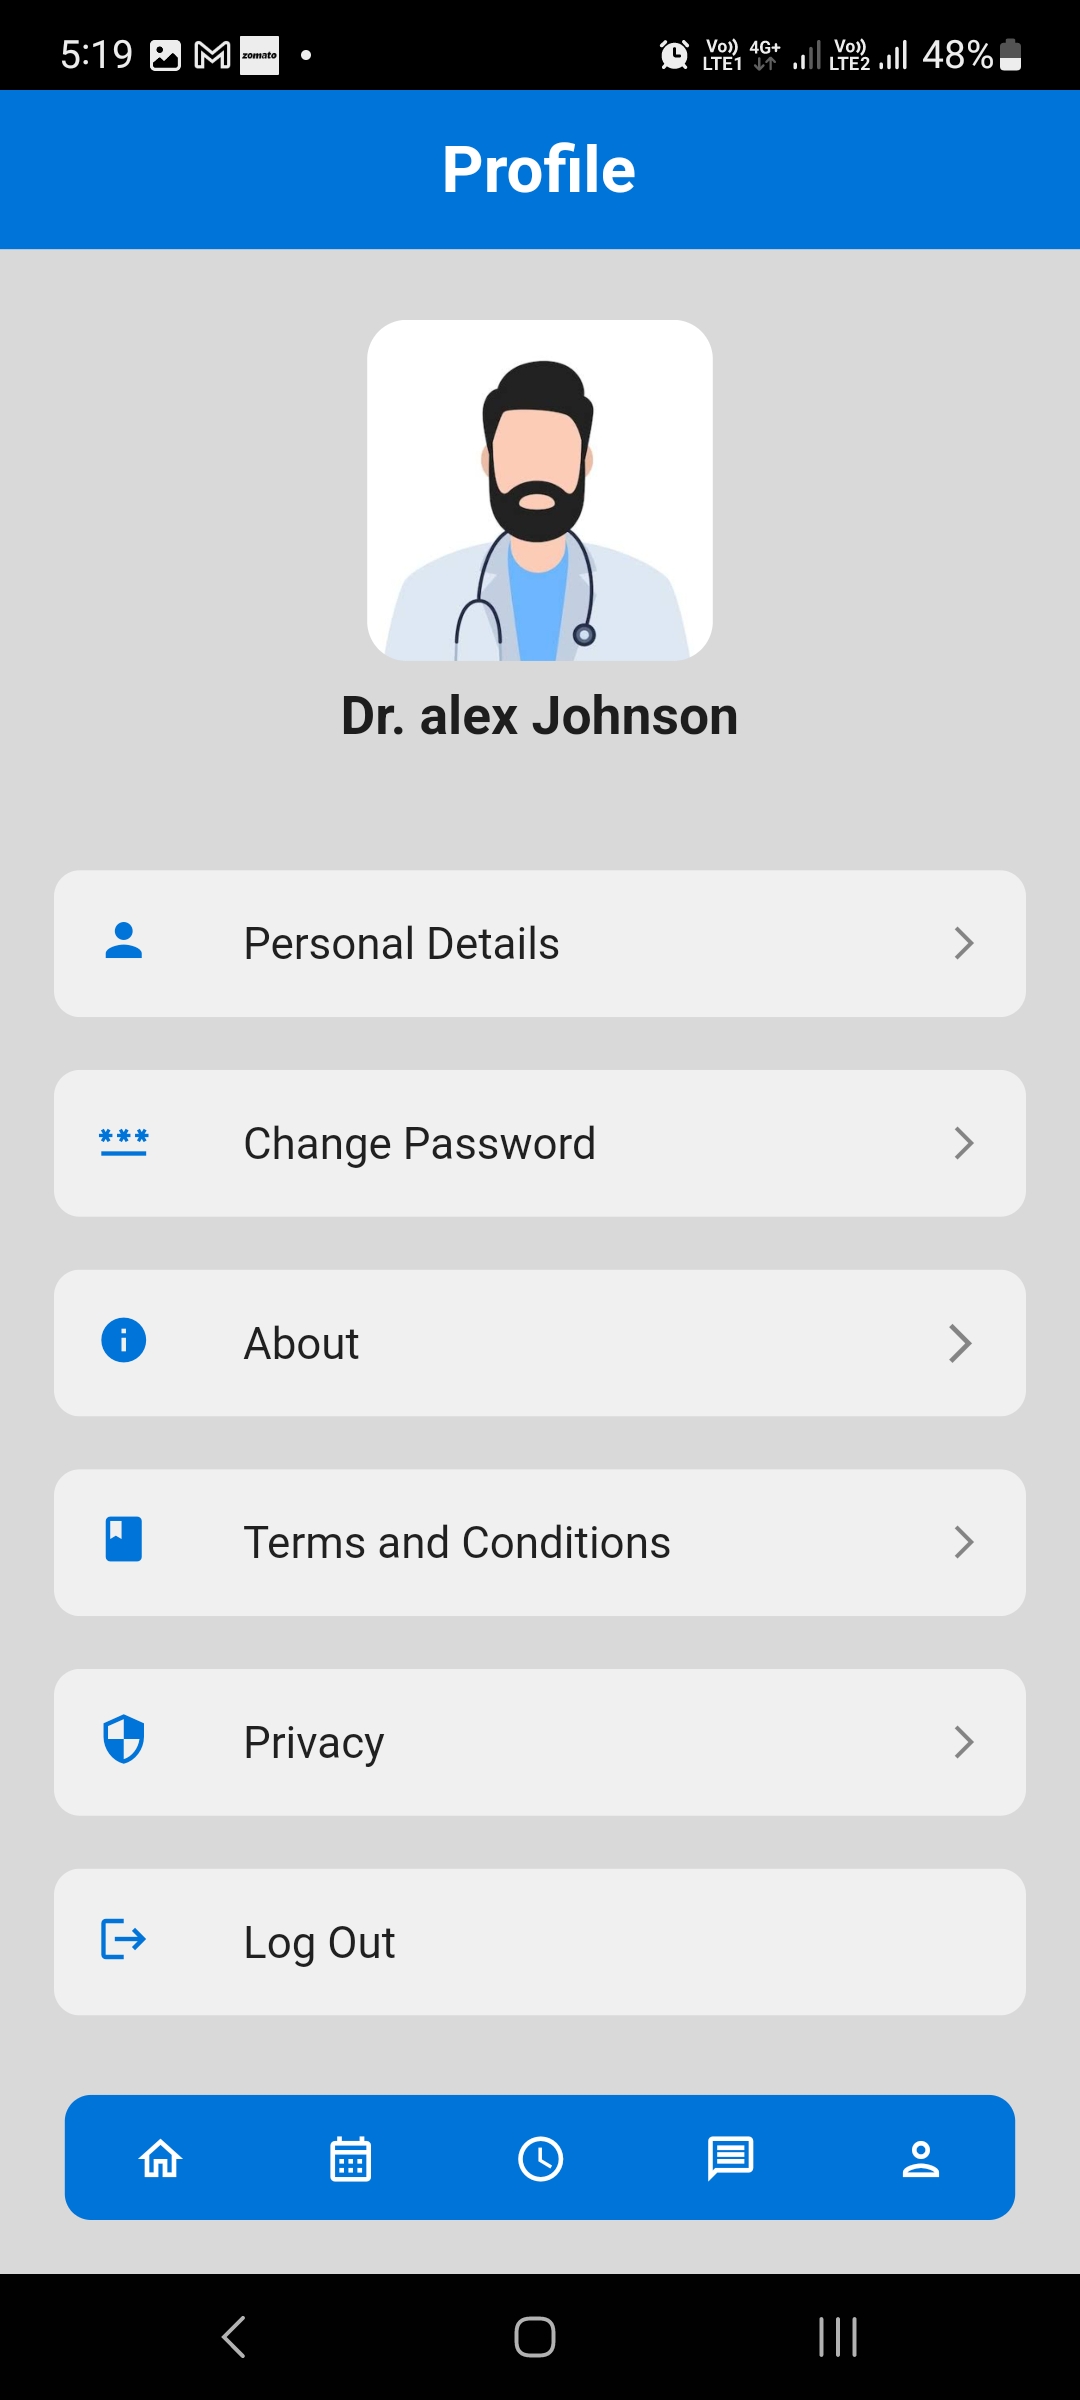 5:19 zomato Vo)) LTE1 4G+ Vo)) LTE2 48%
Profile
Dr. alex Johnson
Personal Details
*** Change Password
About
Terms and Conditions
Privacy
Log Out